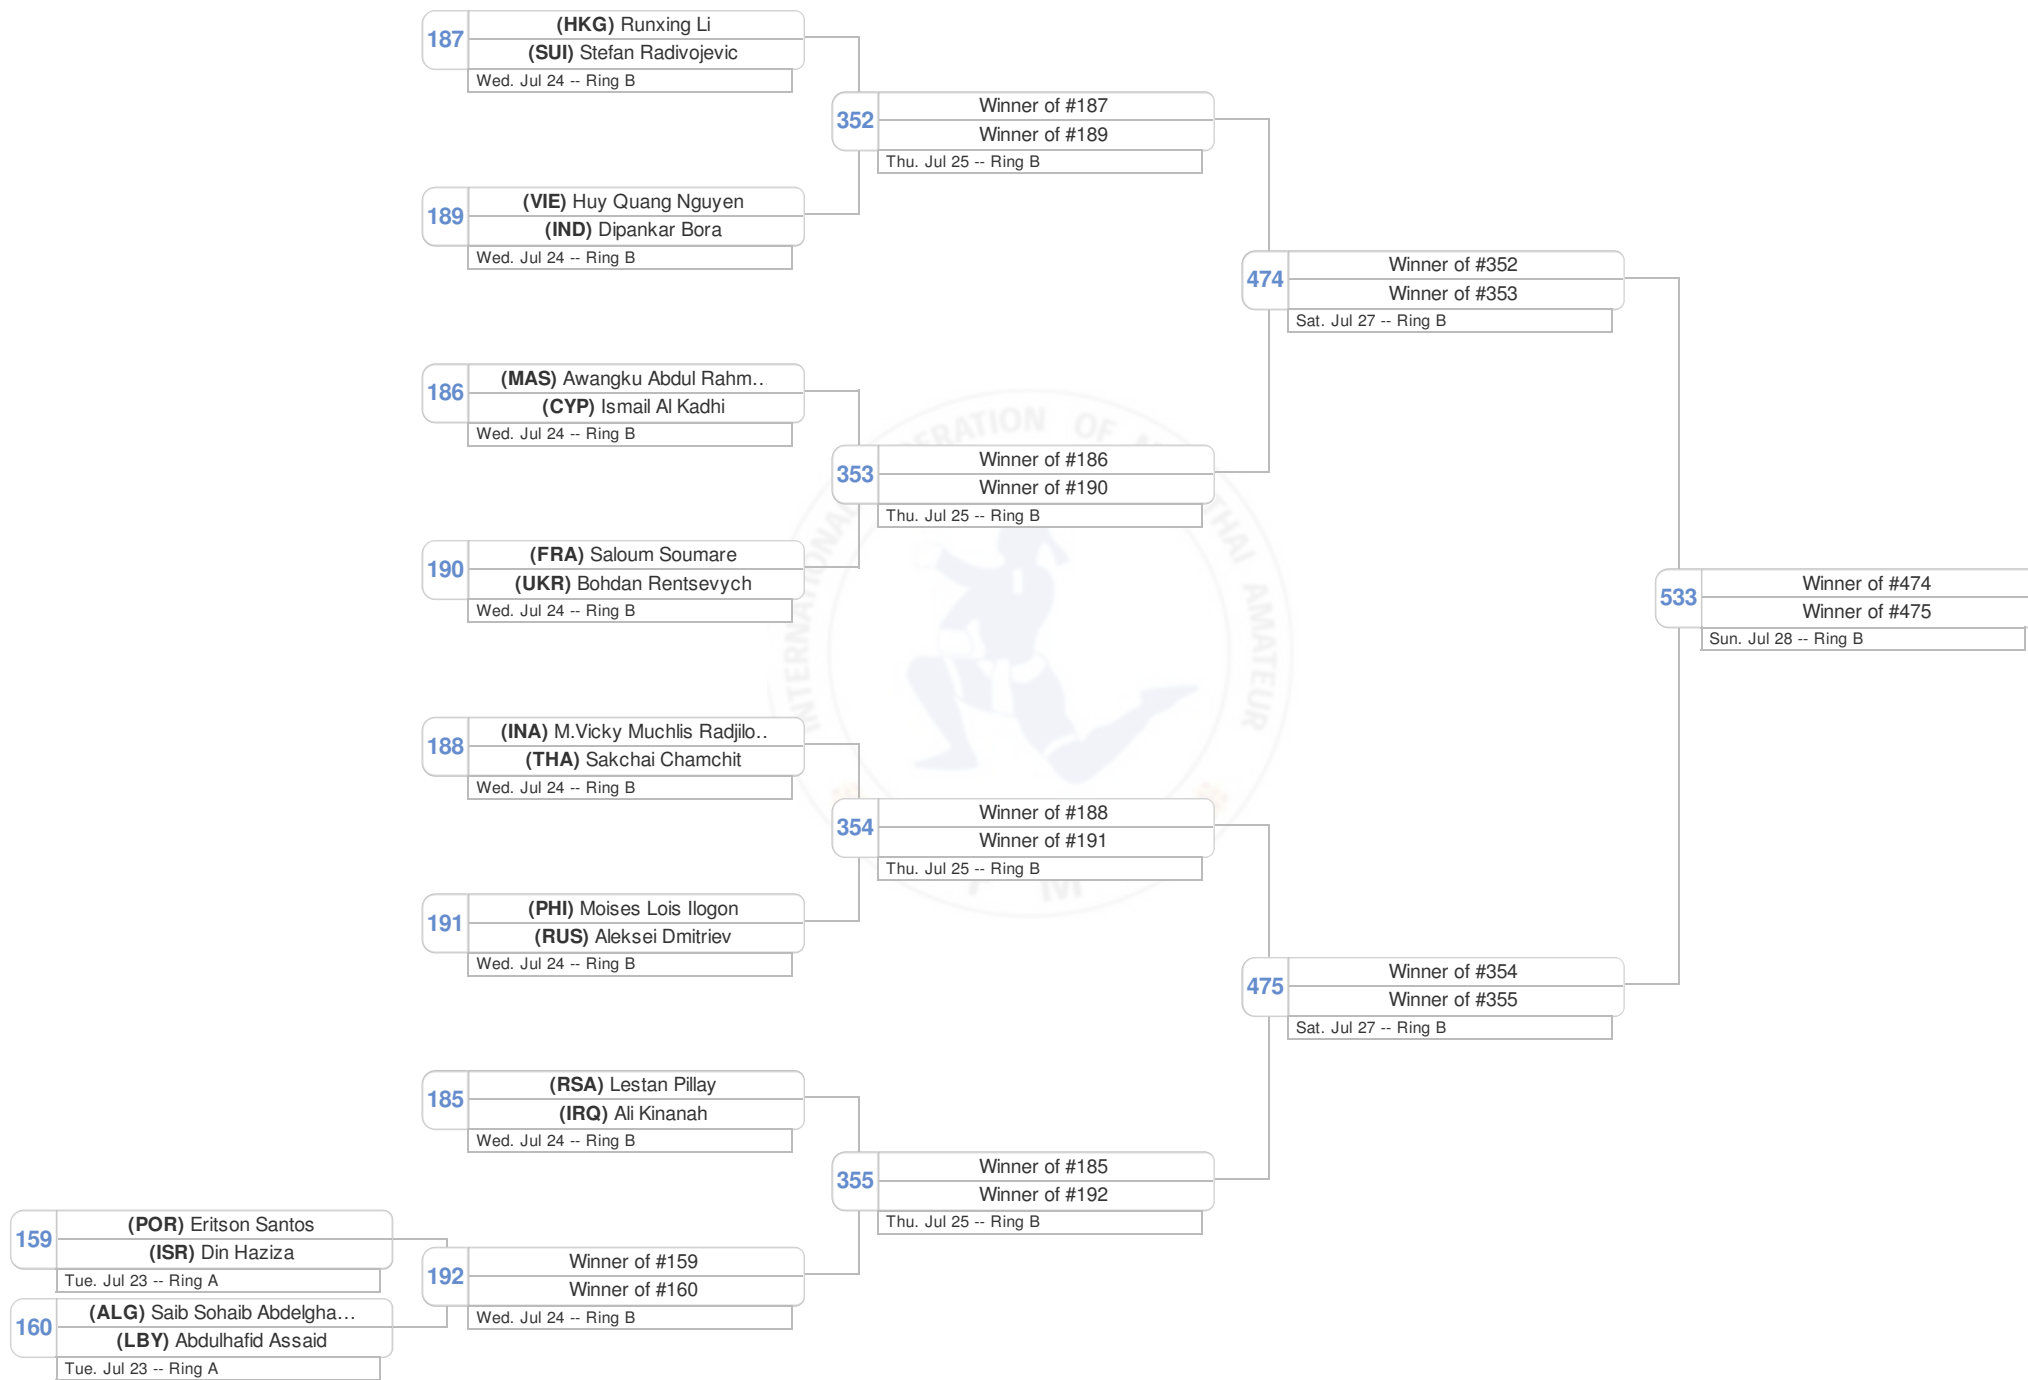 187
(HKG) Runxing Li
(SUI) Stefan Radivojevic
Wed. Jul 24 -- Ring B
352
Winner of #187
Winner of #189
Thu. Jul 25 -- Ring B
189
(VIE) Huy Quang Nguyen
(IND) Dipankar Bora
Wed. Jul 24 -- Ring B
474
Winner of #352
Winner of #353
Sat. Jul 27 -- Ring B
186
(MAS) Awangku Abdul Rahm...
(CYP) Ismail Al Kadhi
Wed. Jul 24 -- Ring B
353
Winner of #186
Winner of #190
Thu. Jul 25 -- Ring B
190
(FRA) Saloum Soumare
(UKR) Bohdan Rentsevych
Wed. Jul 24 -- Ring B
533
Winner of #474
Winner of #475
Sun. Jul 28 -- Ring B
188
(INA) M.Vicky Muchlis Radjilo..
(THA) Sakchai Chamchit
Wed. Jul 24 -- Ring B
354
Winner of #188
Winner of #191
Thu. Jul 25 -- Ring B
191
(PHI) Moises Lois Ilogon
(RUS) Aleksei Dmitriev
Wed. Jul 24 -- Ring B
475
Winner of #354
Winner of #355
Sat. Jul 27 -- Ring B
185
(RSA) Lestan Pillay
(IRQ) Ali Kinanah
Wed. Jul 24 -- Ring B
355
Winner of #185
Winner of #192
Thu. Jul 25 -- Ring B
159
(POR) Eritson Santos
(ISR) Din Haziza
Tue. Jul 23 -- Ring A
192
Winner of #159
Winner of #160
Wed. Jul 24 -- Ring B
160
(ALG) Saib Sohaib Abdelgha...
(LBY) Abdulhafid Assaid
Tue. Jul 23 -- Ring A
INTERNATIONAL
OF
THAI AMATEUR